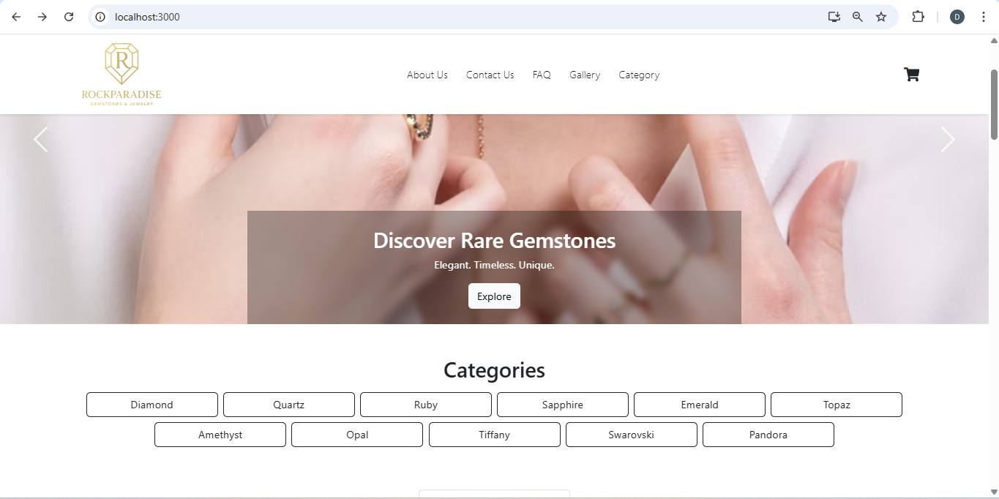 localhost:3000
D
R
ROCKPARADISE
GEMSTONES & JEWELRY
About Us Contact Us FAQ Gallery Category
Discover Rare Gemstones
Elegant. Timeless. Unique.
Explore
Categories
Diamond Quartz Ruby Sapphire Emerald Topaz
Amethyst Opal Tiffany Swarovski Pandora